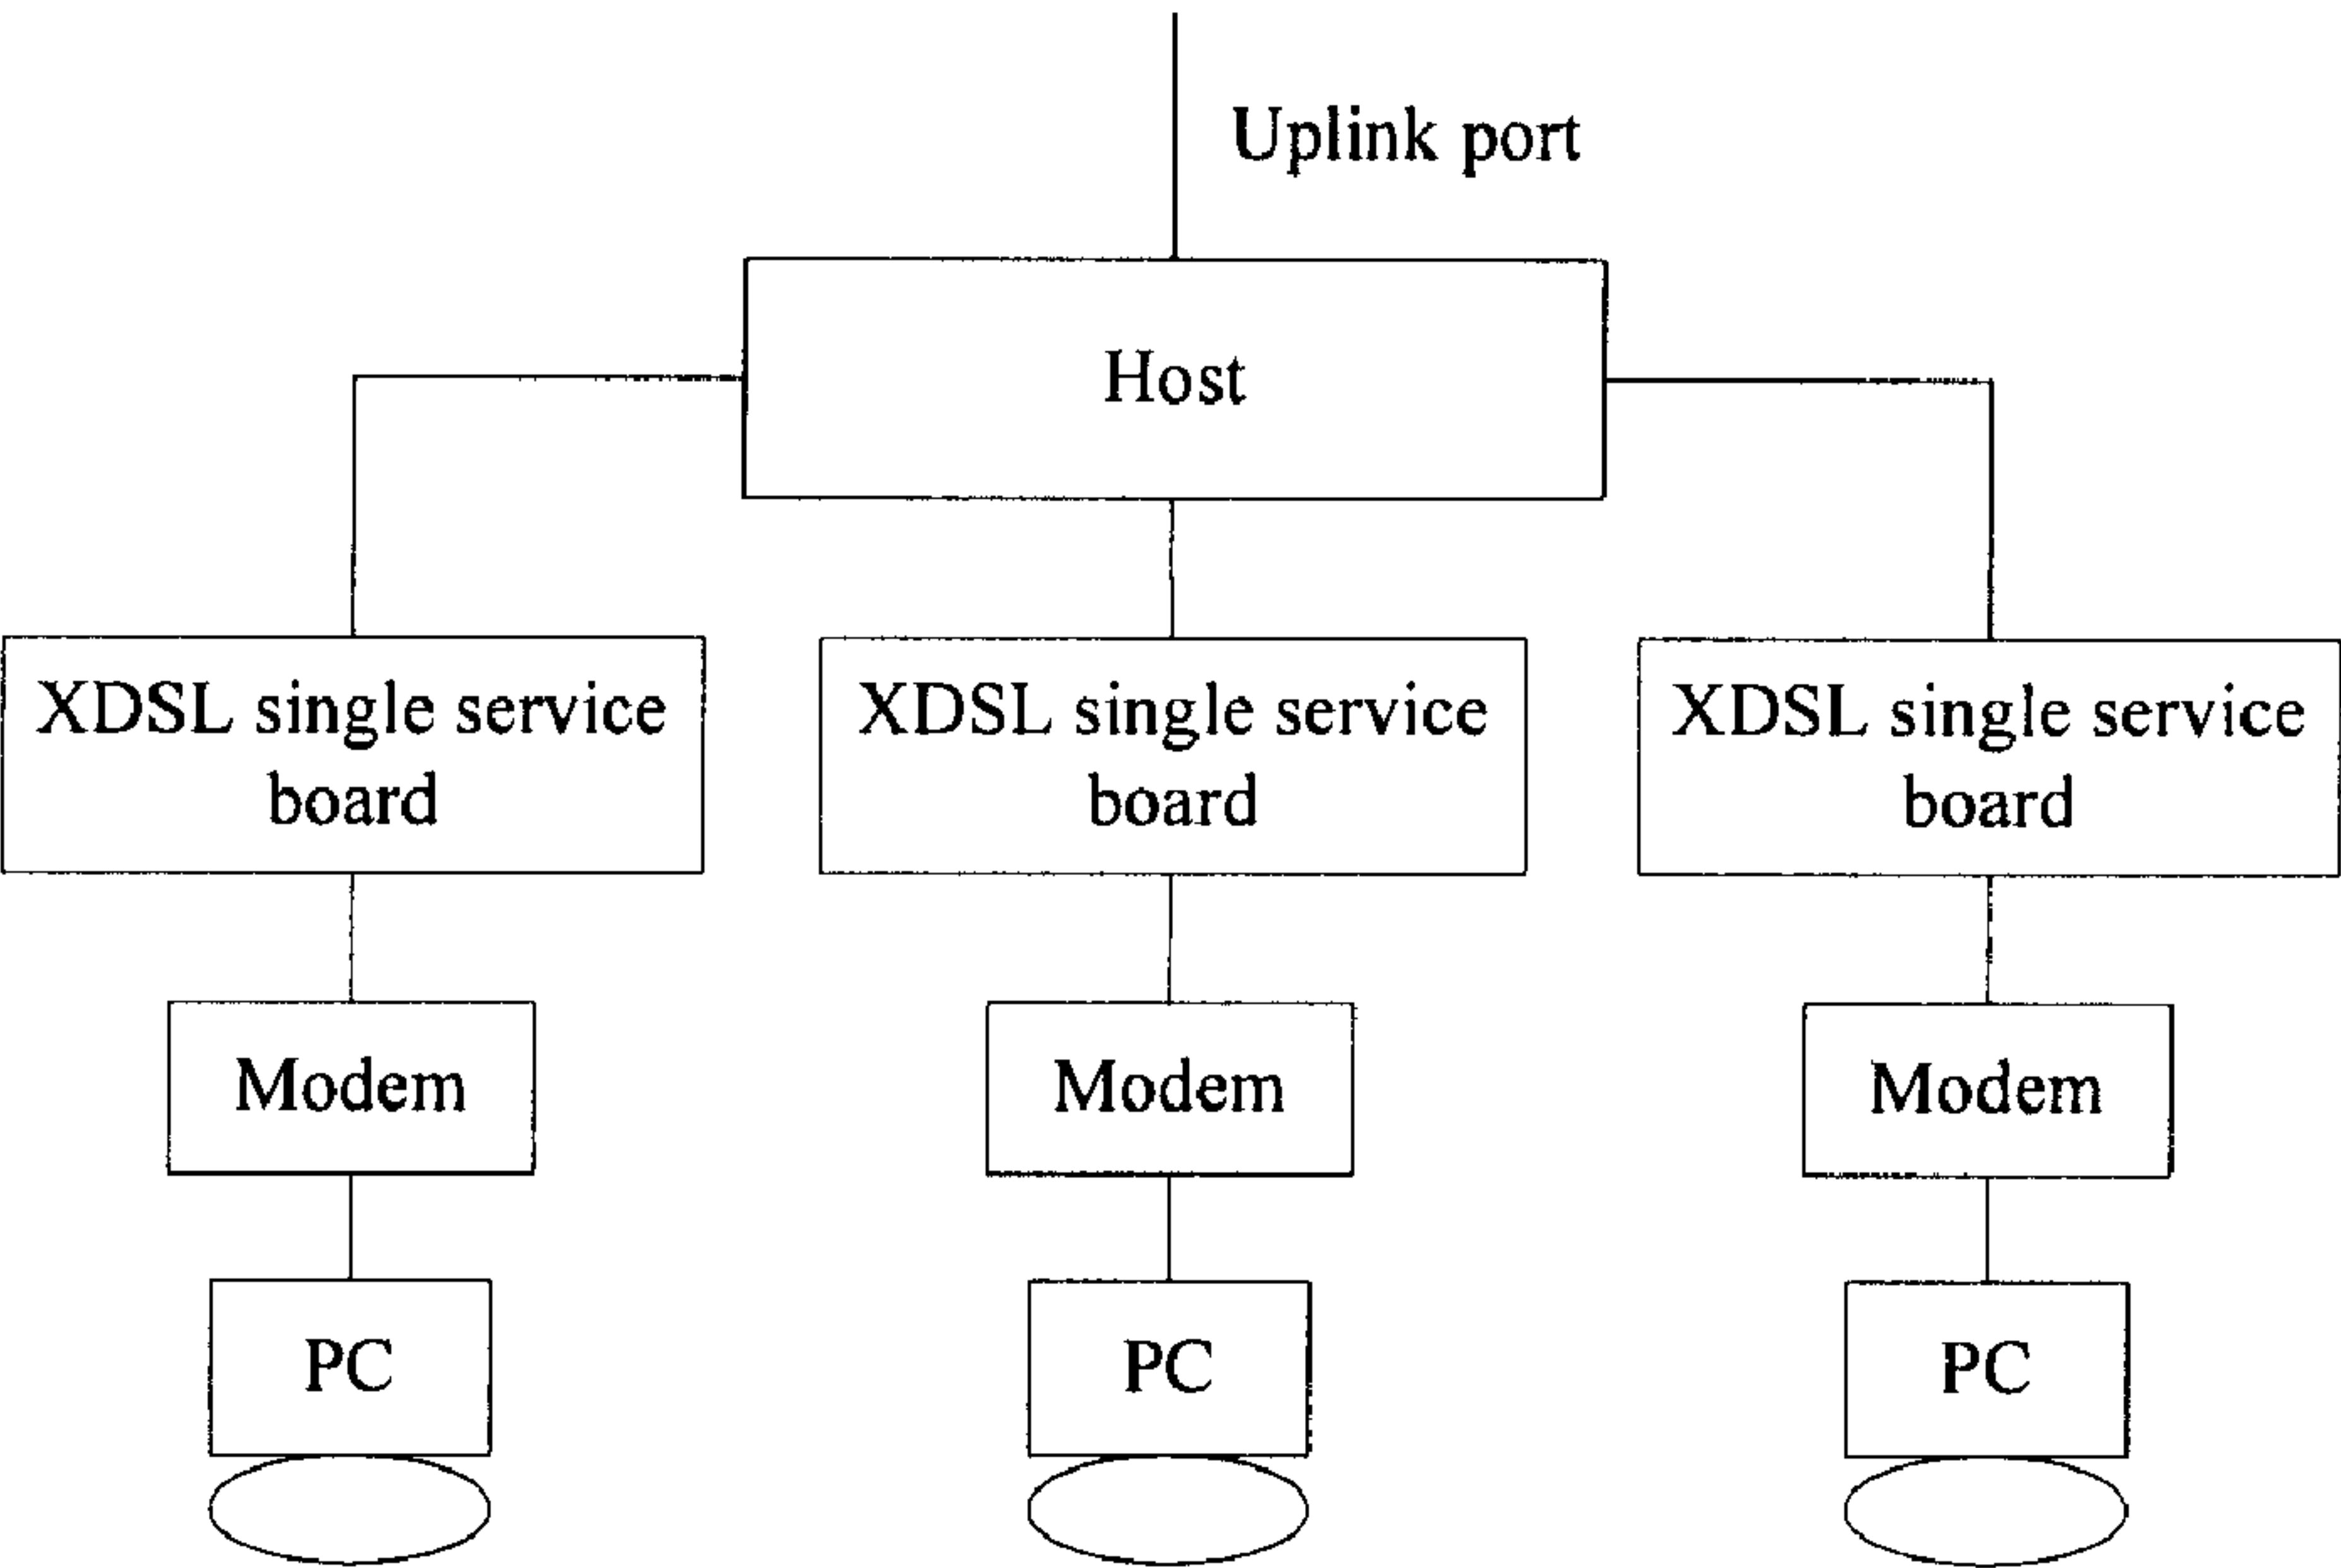 Uplink port
Host
XDSL single service
board
XDSL single service
board
XDSL single service
board
Modem
Modem
Modem
PC
PC
PC